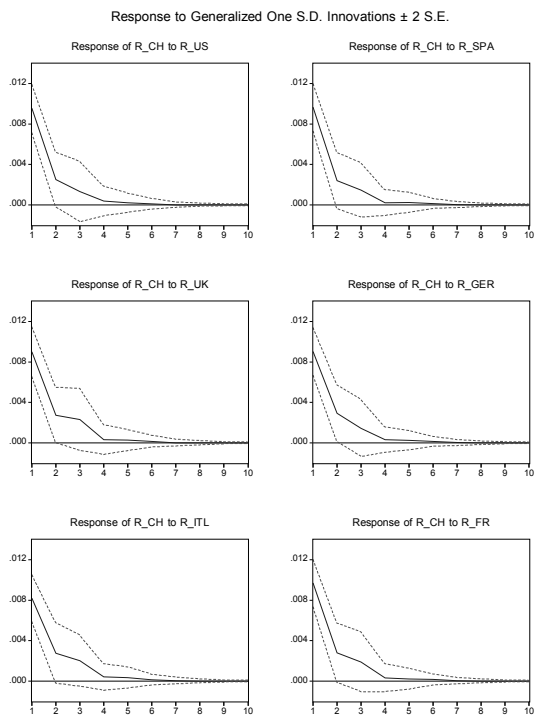 Response to Generalized One S.D. Innovations ± 2 S.E.
Response of R_CH to R_US
.012
.008
.004
.000
1 2 3 4 5 6 7 8 9 10
Response of R_CH to R_SPA
.012
.008
.004
.000
1 2 3 4 5 6 7 8 9 10
Response of R_CH to R_UK
.012
.008
.004
.000
1 2 3 4 5 6 7 8 9 10
Response of R_CH to R_GER
.012
.008
.004
.000
1 2 3 4 5 6 7 8 9 10
Response of R_CH to R_ITL
.012
.008
.004
.000
1 2 3 4 5 6 7 8 9 10
Response of R_CH to R_FR
.012
.008
.004
.000
1 2 3 4 5 6 7 8 9 10